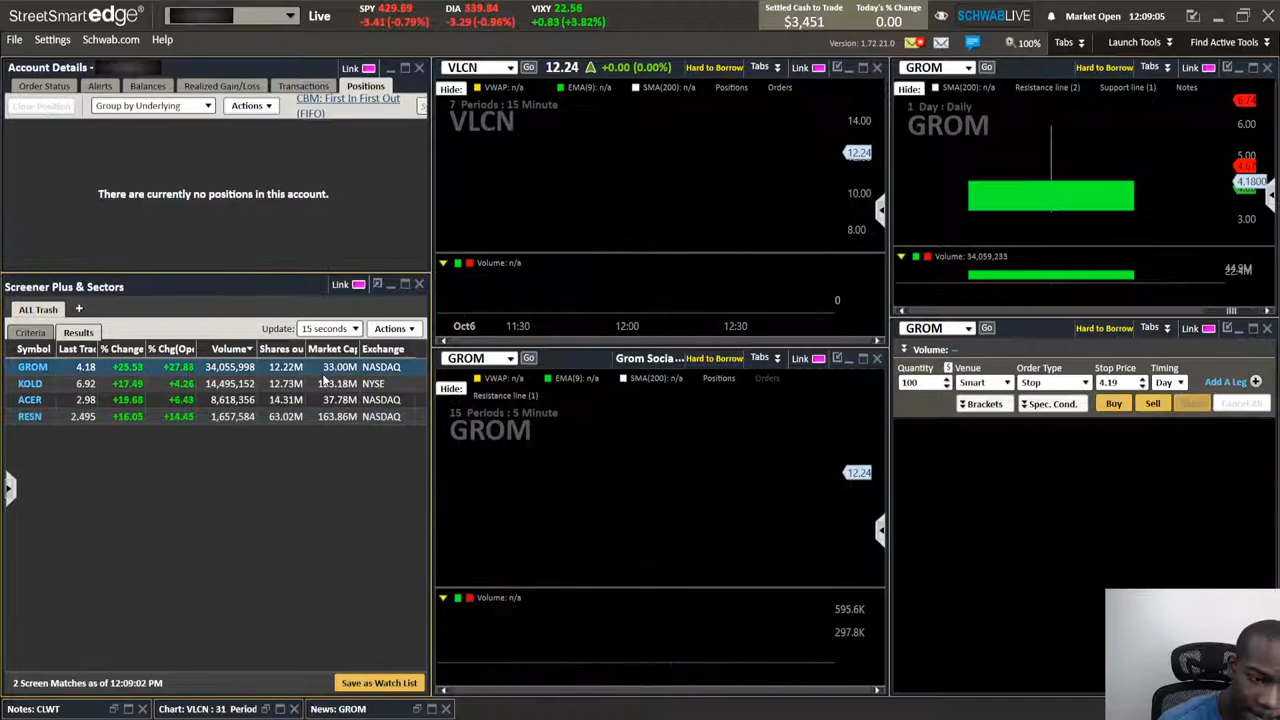 StreetSmart edge Live SPY 429.69 -3.41 (-0.79%) DIA 339.84 -3.29 (-0.96%) VIXY 22.56 +0.83 (+3.82%) Settled Cash to Trade $3,451 Today's % Change 0.00 SCHWABLIVE Market Open 12:09:05
File Settings Schwab.com Help Version: 1.72.21.0 100% Tabs Launch Tools Find Active Tools
Account Details - Link
Order Status Alerts Balances Realized Gain/Loss Transactions Positions
Close Position Group by Underlying Actions CBM: First In First Out (FIFO)
There are currently no positions in this account.
Screener Plus & Sectors Link
ALL Trash +
Criteria Results Update: 15 seconds Actions
Symbol Last Tra % Change % Chg(Ope Volume Shares ou Market Cap Exchange
GROM 4.18 +25.53 +27.83 34,055,998 12.22M 33.00M NASDAQ
KOLD 6.92 +17.49 +4.26 14,495,152 12.73M NYSE
ACER 2.98 +19.68 +6.43 8,618,356 14.31M 37.78M NASDAQ
RESN 2.495 +16.05 +14.45 1,657,584 63.02M 163.86M NASDAQ
2 Screen Matches as of 12:09:02 PM Save as Watch List
VLCN Go 12.24 +0.00 (0.00%) Hard to Borrow Tabs Link
Hide: VWAP: n/a EMA(9): n/a SMA(200): n/a Positions Orders
7 Periods : 15 Minute
VLCN
14.00
12.24
10.00
8.00
Volume: n/a
0
Oct6 11:30 12:00 12:30
GROM Go Grom Socia... Hard to Borrow Tabs Link
Hide: VWAP: n/a EMA(9): n/a SMA(200): n/a Positions Orders
Resistance line (1)
15 Periods : 5 Minute
GROM
12.24
Volume: n/a
595.6K
297.8K
GROM Go Hard to Borrow Tabs Link
Hide: SMA(200): n/a Resistance line (2) Support line (1) Notes
1 Day : Daily
GROM
6.74
6.00
5.00
4.1800
3.00
Volume: 34,059,233
GROM Go Hard to Borrow Tabs Link
Volume: --
Quantity S Venue Order Type Stop Price Timing
100 Smart Stop 4.19 Day Add A Leg
Brackets Spec. Cond. Buy Sell Cancel All
Notes: CLWT Chart: VLCN : 31 Period News: GROM